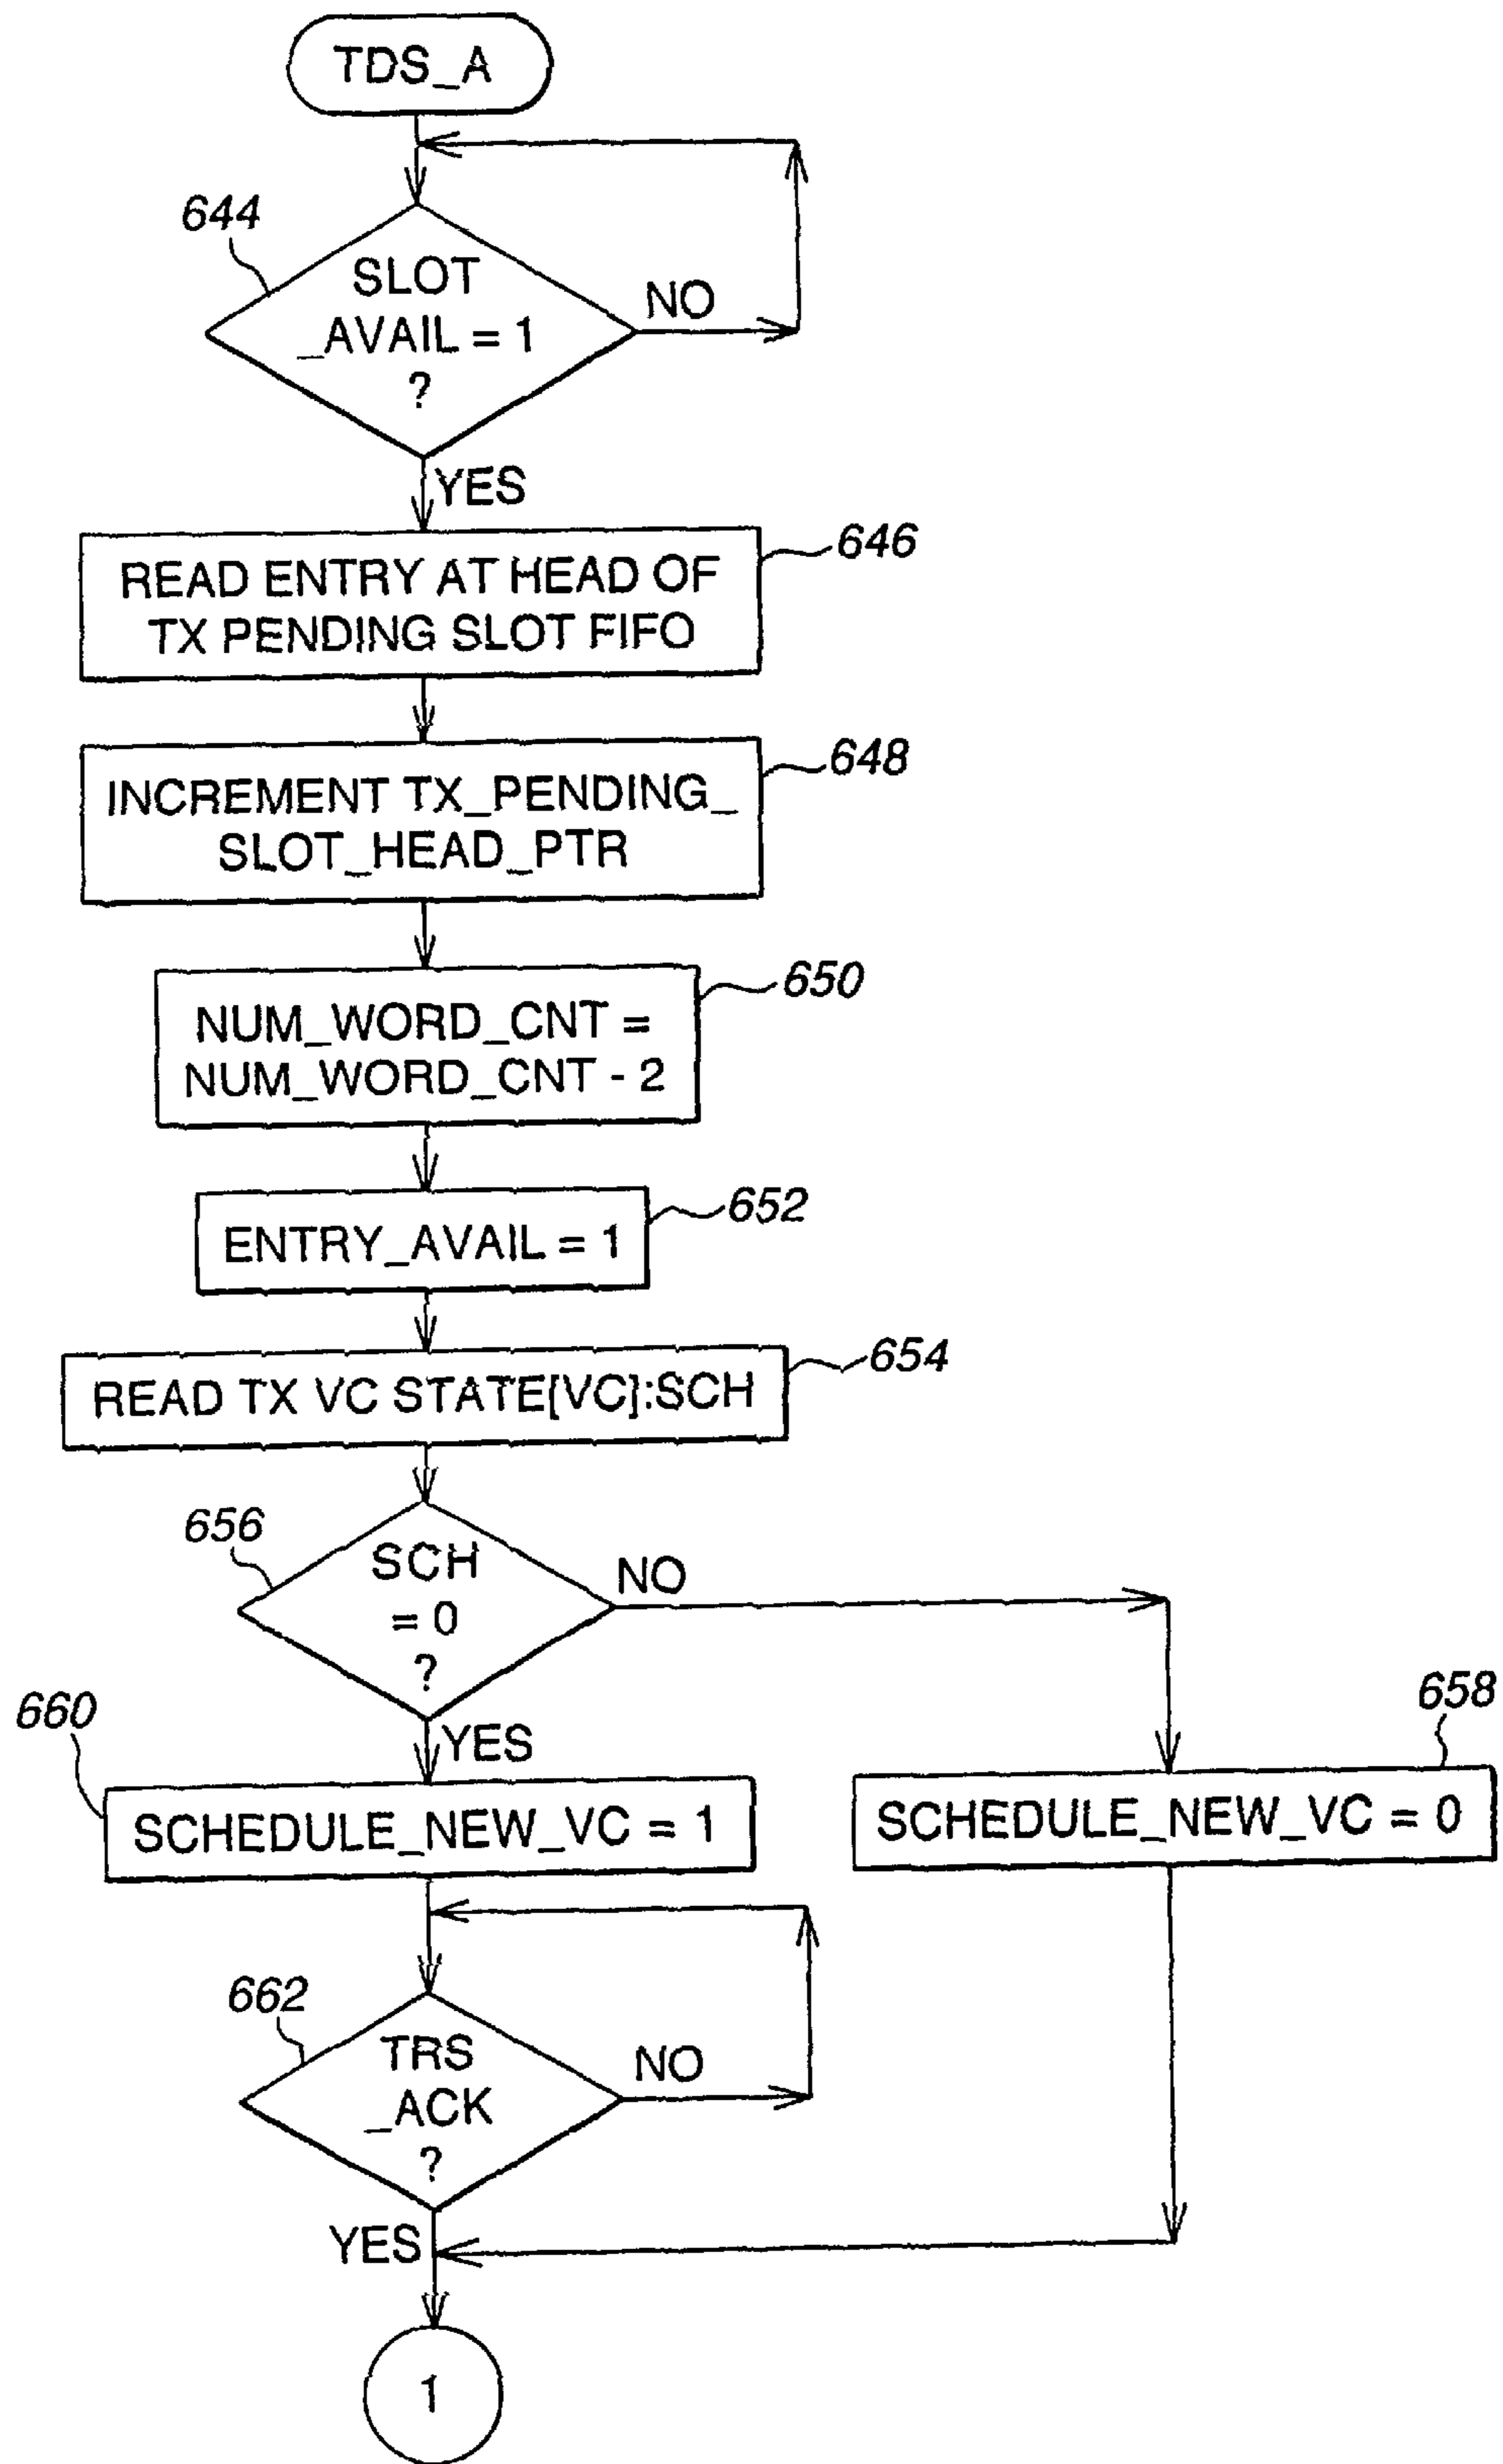 TDS_A
644
SLOT
_AVAIL = 1
?
NO
YES
646
READ ENTRY AT HEAD OF
TX PENDING SLOT FIFO
648
INCREMENT TX_PENDING_
SLOT_HEAD_PTR
650
NUM_WORD_CNT =
NUM_WORD_CNT - 2
652
ENTRY_AVAIL = 1
654
READ TX VC STATE[VC]:SCH
656
SCH
= 0
?
NO
YES
660
SCHEDULE_NEW_VC = 1
658
SCHEDULE_NEW_VC = 0
662
TRS
_ACK
?
NO
YES
1